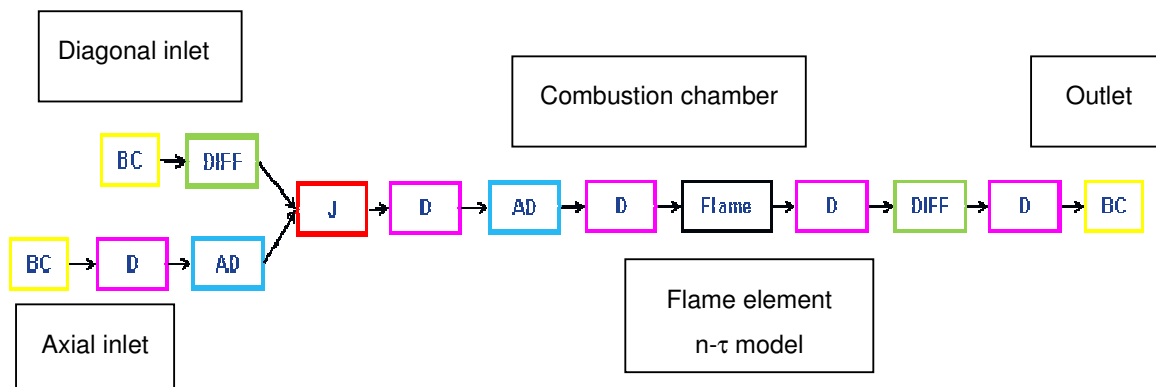 Diagonal inlet
Combustion chamber
Outlet
BC DIFF
J D AD D Flame D DIFF D BC
BC D AD
Axial inlet
Flame element
n-τ model